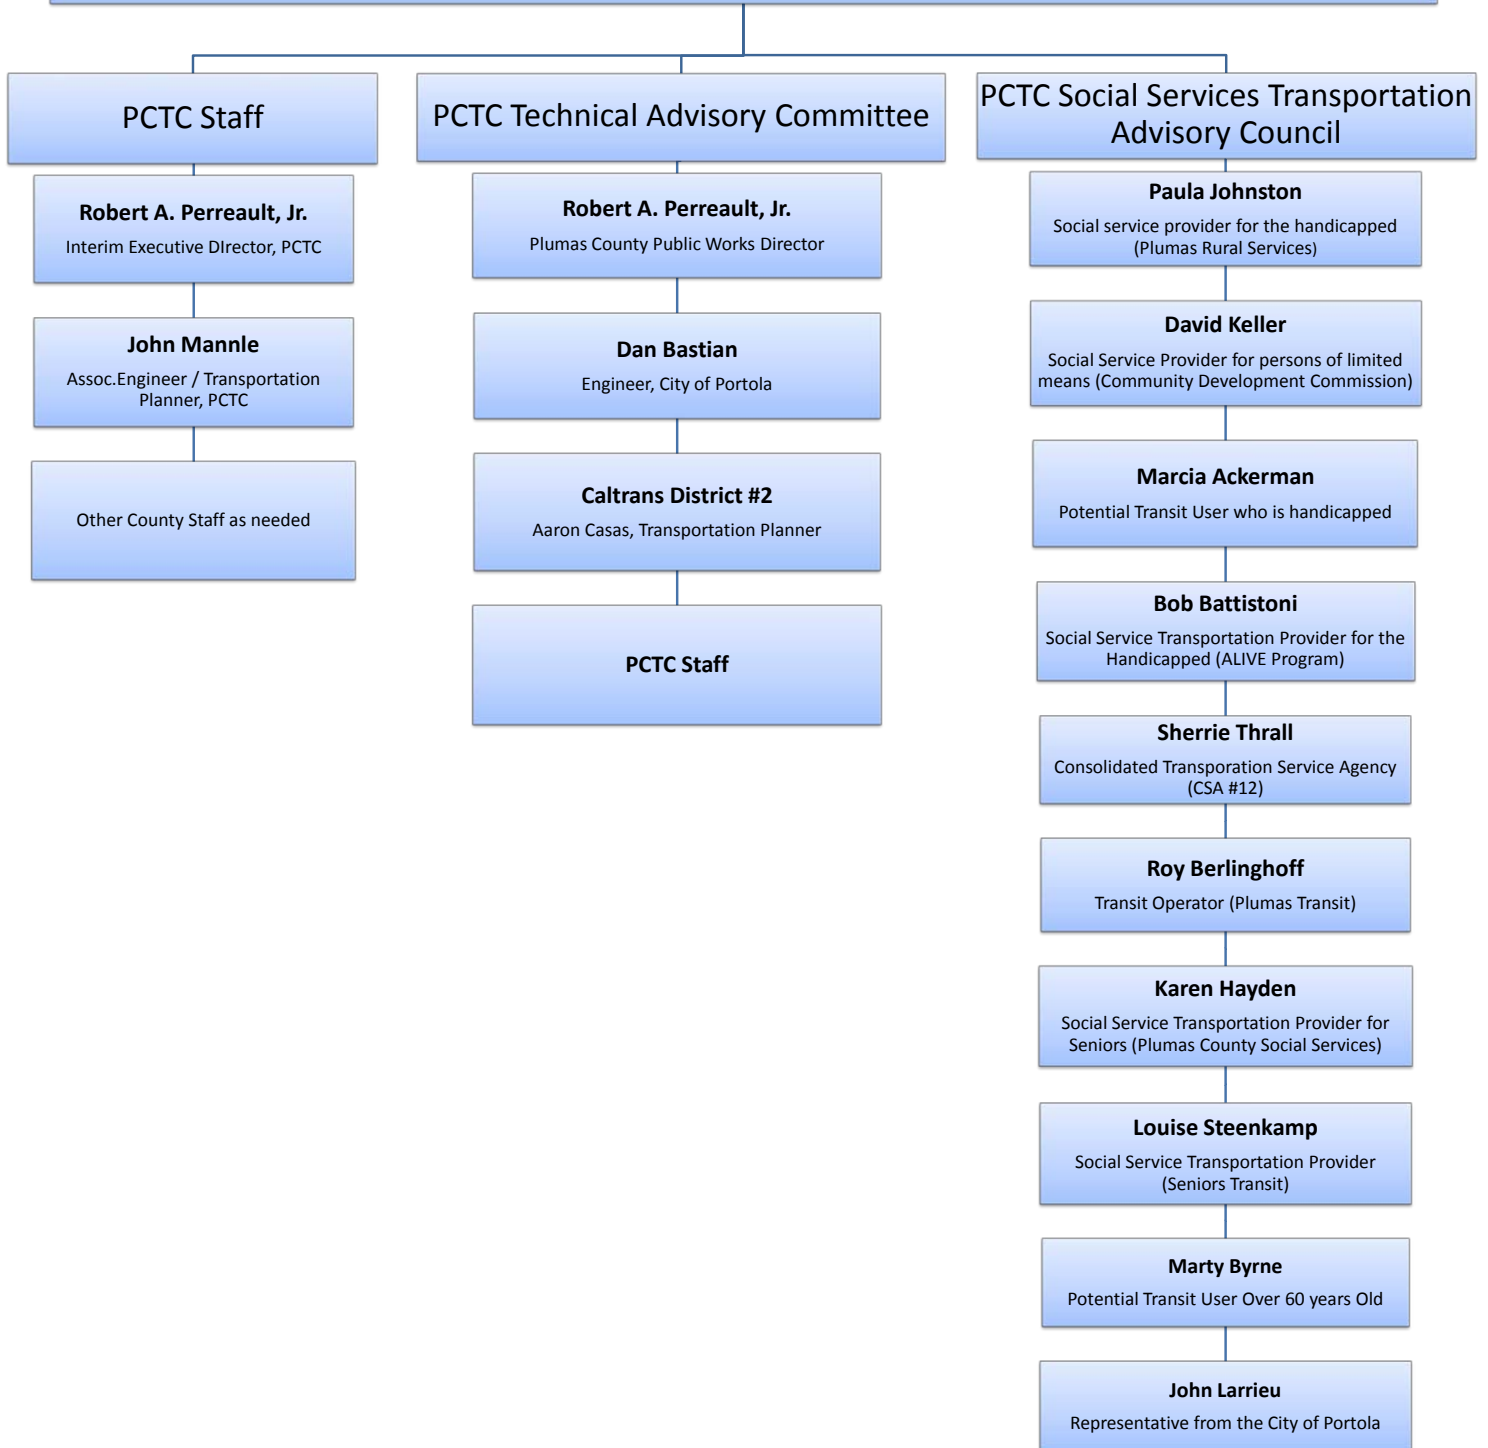 PCTC Staff
Robert A. Perreault, Jr.
Interim Executive DIrector, PCTC
John Mannle
Assoc.Engineer / Transportation
Planner, PCTC
Other County Staff as needed
PCTC Technical Advisory Committee
Robert A. Perreault, Jr.
Plumas County Public Works Director
Dan Bastian
Engineer, City of Portola
Caltrans District #2
Aaron Casas, Transportation Planner
PCTC Staff
PCTC Social Services Transportation
Advisory Council
Paula Johnston
Social service provider for the handicapped
(Plumas Rural Services)
David Keller
Social Service Provider for persons of limited
means (Community Development Commission)
Marcia Ackerman
Potential Transit User who is handicapped
Bob Battistoni
Social Service Transportation Provider for the
Handicapped (ALIVE Program)
Sherrie Thrall
Consolidated Transporation Service Agency
(CSA #12)
Roy Berlinghoff
Transit Operator (Plumas Transit)
Karen Hayden
Social Service Transportation Provider for
Seniors (Plumas County Social Services)
Louise Steenkamp
Social Service Transportation Provider
(Seniors Transit)
Marty Byrne
Potential Transit User Over 60 years Old
John Larrieu
Representative from the City of Portola